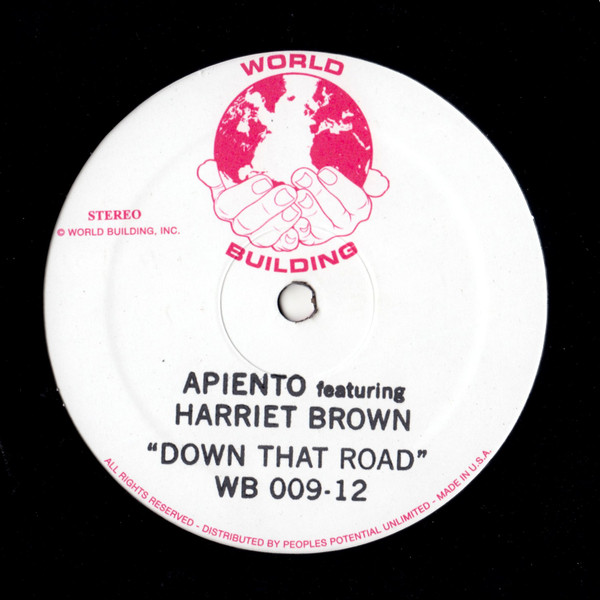 WORLD
BUILDING
STEREO
© WORLD BUILDING, INC.
APIENTO featuring
HARRIET BROWN
“DOWN THAT ROAD”
WB 009-12
ALL RIGHTS RESERVED - DISTRIBUTED BY PEOPLES POTENTIAL UNLIMITED - MADE IN U.S.A.